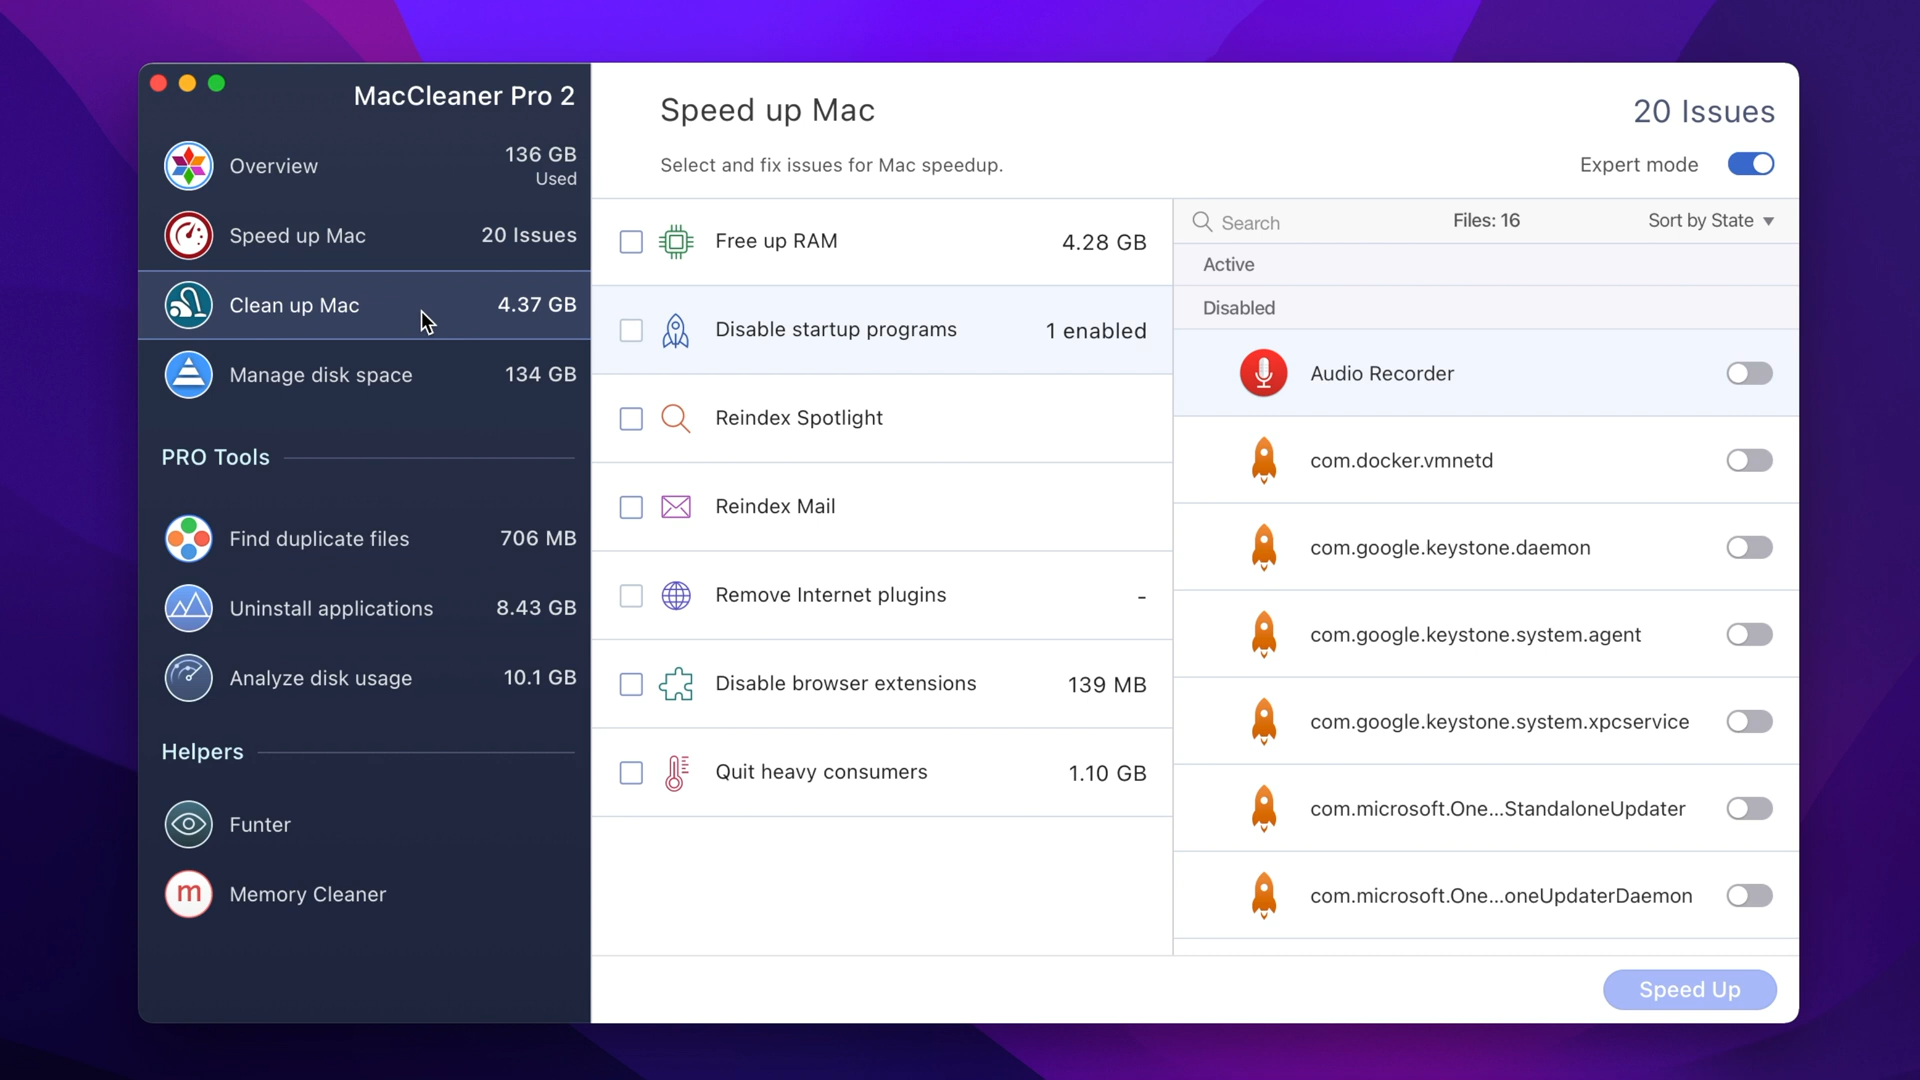 MacCleaner Pro 2
Overview
136 GB
Used
Speed up Mac
20 Issues
Clean up Mac
4.37 GB
Manage disk space
134 GB
PRO Tools
Find duplicate files
706 MB
Uninstall applications
8.43 GB
Analyze disk usage
10.1 GB
Helpers
Funter
m
Memory Cleaner
Speed up Mac
20 Issues
Select and fix issues for Mac speedup.
Expert mode
Free up RAM
4.28 GB
Disable startup programs
1 enabled
Reindex Spotlight
Reindex Mail
Remove Internet plugins
-
Disable browser extensions
139 MB
Quit heavy consumers
1.10 GB
Search
Files: 16
Sort by State
Active
Disabled
Audio Recorder
com.docker.vmnetd
com.google.keystone.daemon
com.google.keystone.system.agent
com.google.keystone.system.xpcservice
com.microsoft.One...StandaloneUpdater
com.microsoft.One...oneUpdaterDaemon
Speed Up